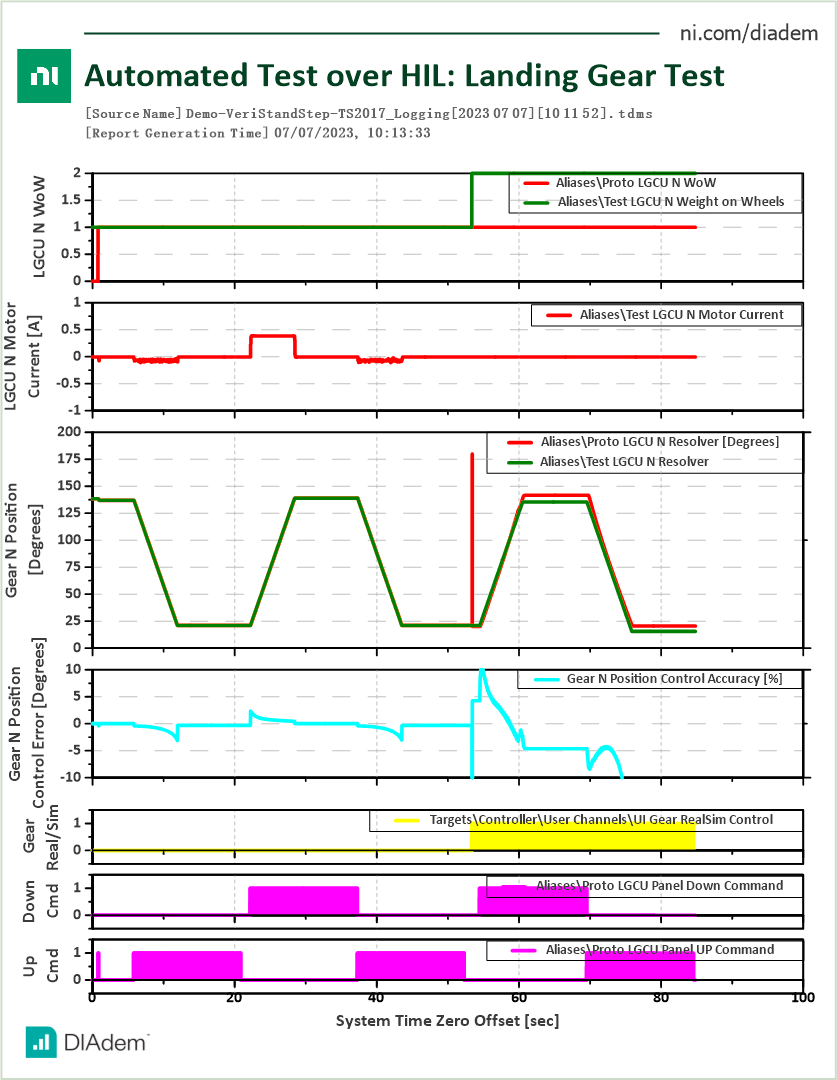 ni.com/diadem
ni
Automated Test over HIL: Landing Gear Test
[Source Name] Demo-VeriStandStep-TS2017_Logging[2023 07 07][10 11 52].tdms
[Report Generation Time] 07/07/2023, 10:13:33
LGCU N WoW
2
1.5
1
0.5
0
Aliases\Proto LGCU N WoW
Aliases\Test LGCU N Weight on Wheels
LGCU N Motor
Current [A]
1
0.5
0
-0.5
-1
Aliases\Test LGCU N Motor Current
Gear N Position
[Degrees]
200
175
150
125
100
75
50
25
0
Aliases\Proto LGCU N Resolver [Degrees]
Aliases\Test LGCU N Resolver
Gear N Position
Control Error [Degrees]
10
5
0
-5
-10
Gear N Position Control Accuracy [%]
Gear
Real/Sim
1
0
Targets\Controller\User Channels\UI Gear RealSim Control
Down
Cmd
1
0
Aliases\Proto LGCU Panel Down Command
Up
Cmd
1
0
Aliases\Proto LGCU Panel UP Command
0 20 40 60 80 100
System Time Zero Offset [sec]
DIAdem™